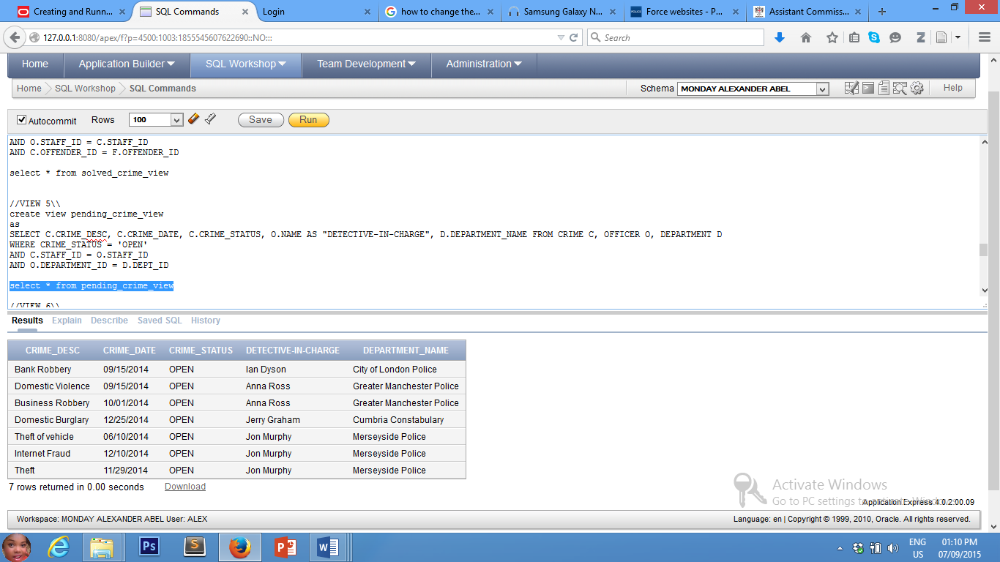 Creating and Runn...
SQL Commands
Login
how to change the...
Samsung Galaxy N...
Force websites - P...
Assistant Commiss...
127.0.0.1:8080/apex/f?p=4500:1003:1855545607622690::NO:::
Search
Home
Application Builder
SQL Workshop
Team Development
Administration
Home
SQL Workshop
SQL Commands
Schema
MONDAY ALEXANDER ABEL
Help
Autocommit
Rows
100
Save
Run
AND O.STAFF_ID = C.STAFF_ID
AND C.OFFENDER_ID = F.OFFENDER_ID
select * from solved_crime_view
//VIEW 5\\
create view pending_crime_view
as
SELECT C.CRIME_DESC, C.CRIME_DATE, C.CRIME_STATUS, O.NAME AS "DETECTIVE-IN-CHARGE", D.DEPARTMENT_NAME FROM CRIME C, OFFICER O, DEPARTMENT D
WHERE CRIME_STATUS = 'OPEN'
AND C.STAFF_ID = O.STAFF_ID
AND O.DEPARTMENT_ID = D.DEPT_ID
select * from pending_crime_view
//VIEW 6\\
Results Explain Describe Saved SQL History
CRIME_DESC CRIME_DATE CRIME_STATUS DETECTIVE-IN-CHARGE DEPARTMENT_NAME
Bank Robbery 09/15/2014 OPEN Ian Dyson City of London Police
Domestic Violence 09/15/2014 OPEN Anna Ross Greater Manchester Police
Business Robbery 10/01/2014 OPEN Anna Ross Greater Manchester Police
Domestic Burglary 12/25/2014 OPEN Jerry Graham Cumbria Constabulary
Theft of vehicle 06/10/2014 OPEN Jon Murphy Merseyside Police
Internet Fraud 12/10/2014 OPEN Jon Murphy Merseyside Police
Theft 11/29/2014 OPEN Jon Murphy Merseyside Police
7 rows returned in 0.00 seconds
Download
Activate Windows
Go to PC settings to activate Windows.
Application Express 4.0.2.00.09
Workspace: MONDAY ALEXANDER ABEL User: ALEX
Language: en | Copyright © 1999, 2010, Oracle. All rights reserved.
ENG
US
01:10 PM
07/09/2015